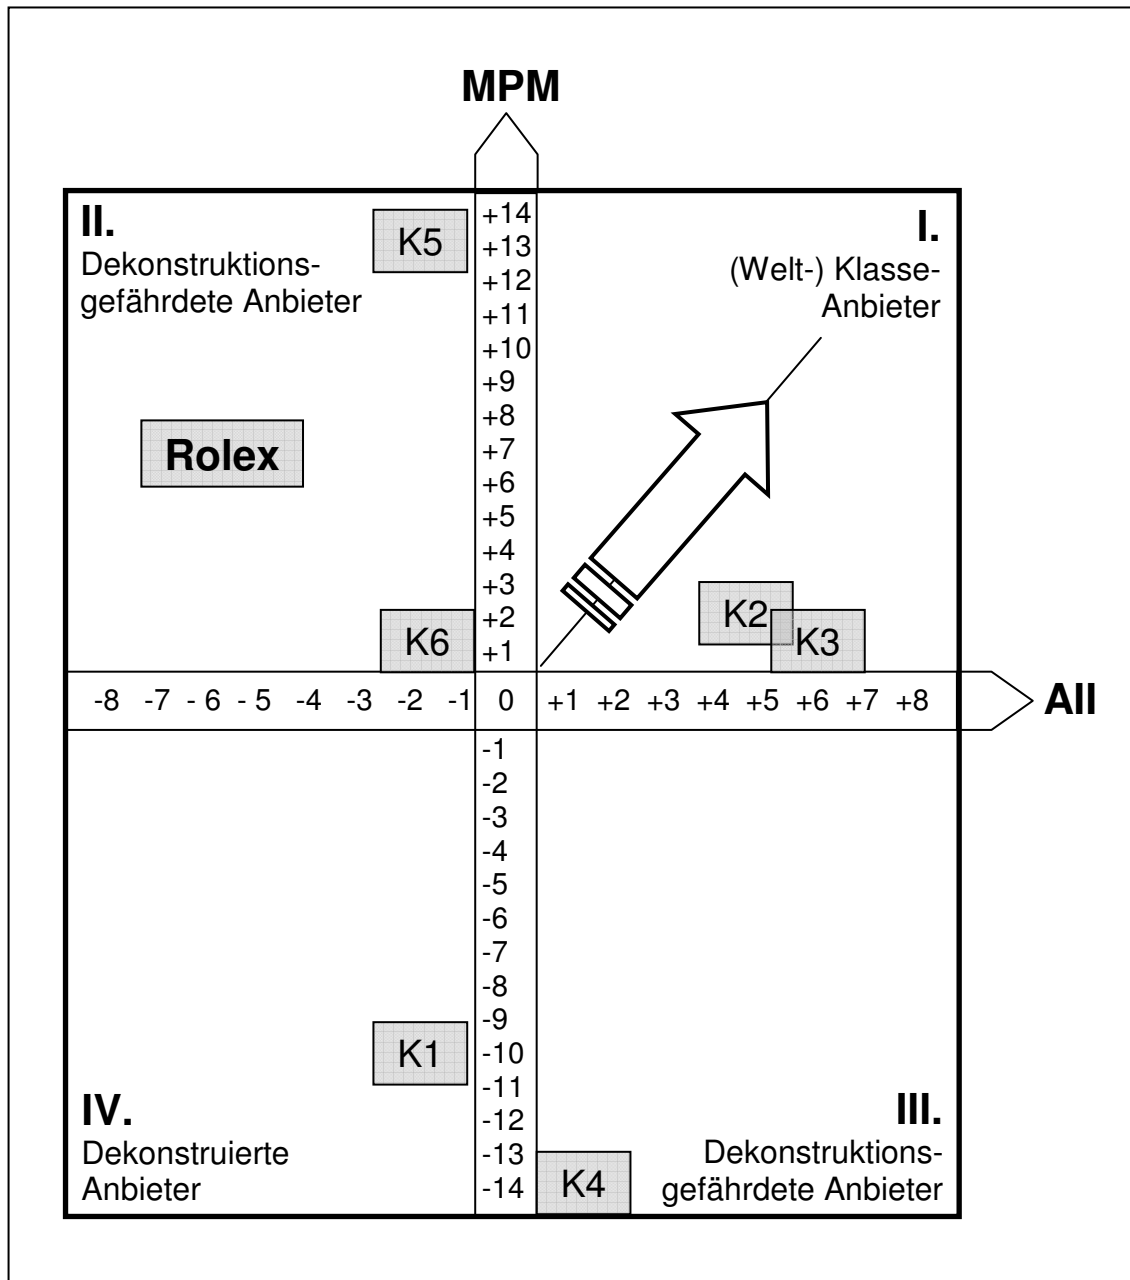 MPM
II.
Dekonstruktions-
gefährdete Anbieter
K5
I.
(Welt-) Klasse-
Anbieter
+14
+13
+12
+11
+10
+9
+8
+7
+6
+5
+4
+3
+2
+1
Rolex
K6
K2
K3
-8 -7 - 6 - 5 -4 -3 -2 -1 0 +1 +2 +3 +4 +5 +6 +7 +8
All
-1
-2
-3
-4
-5
-6
-7
-8
-9
-10
-11
-12
-13
-14
K1
IV.
Dekonstruierte
Anbieter
K4
III.
Dekonstruktions-
gefährdete Anbieter